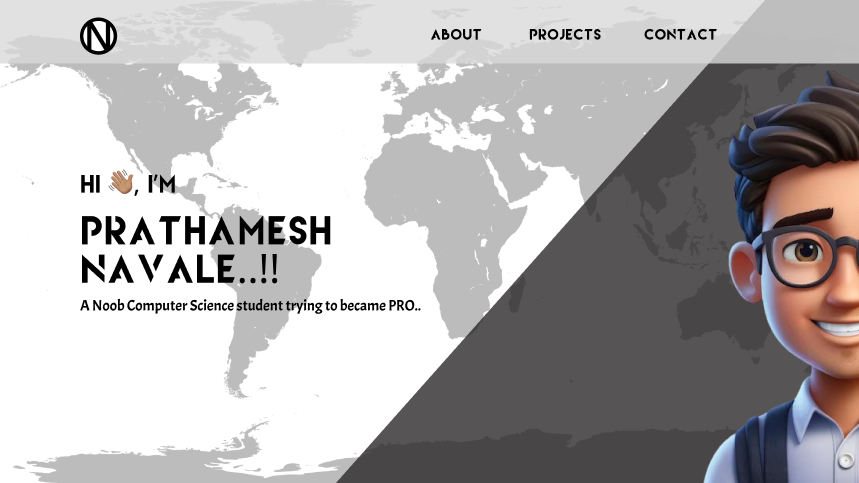 N
ABOUT PROJECTS CONTACT
HI 👋🏽, I'M
PRATHAMESH
NAVALE..!!
A Noob Computer Science student trying to became PRO..